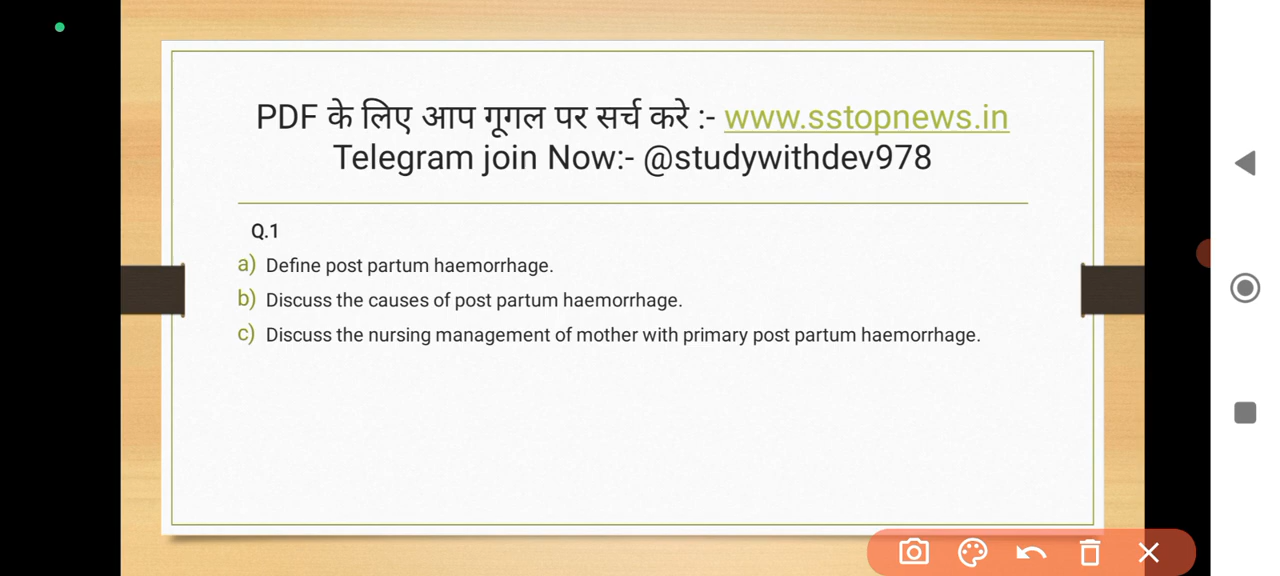 PDF के लिए आप गूगल पर सर्च करे :- www.sstopnews.in
Telegram join Now:- @studywithdev978
Q.1
a) Define post partum haemorrhage.
b) Discuss the causes of post partum haemorrhage.
c) Discuss the nursing management of mother with primary post partum haemorrhage.